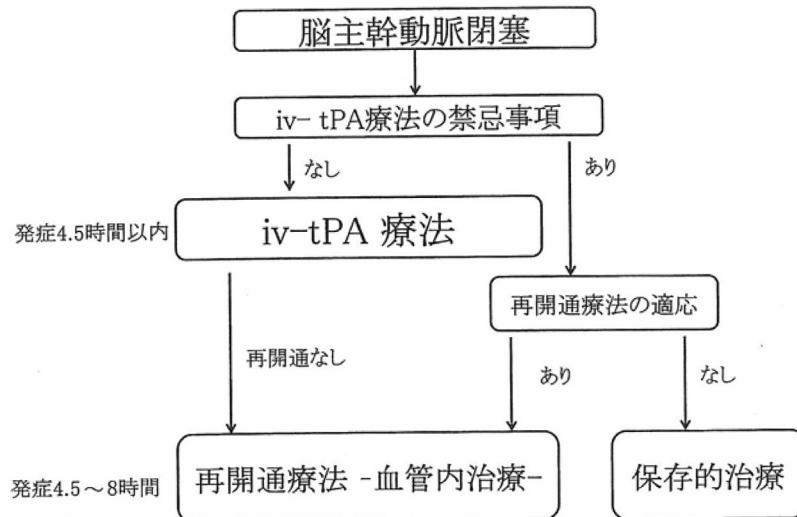 脳主幹動脈閉塞
iv- tPA療法の禁忌事項
なし
あり
発症4.5時間以内
iv-tPA 療法
再開通療法の適応
再開通なし
あり
なし
発症4.5～8時間
再開通療法 -血管内治療-
保存的治療